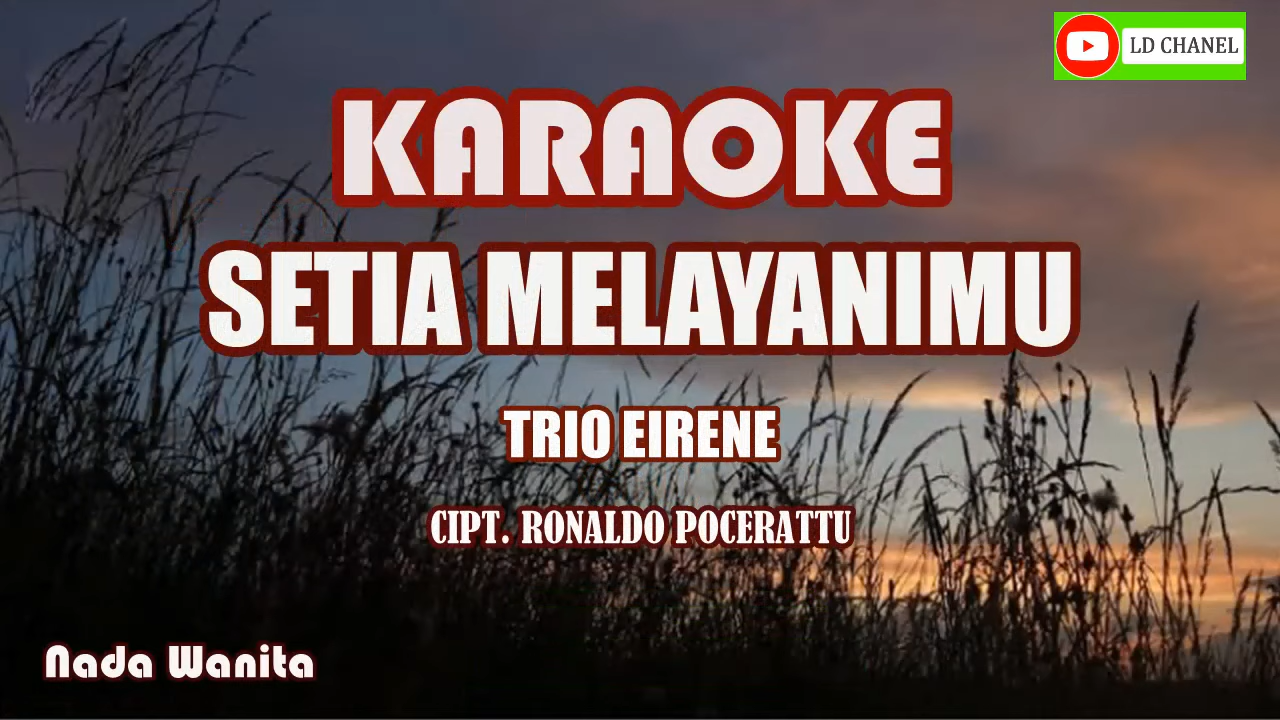 LD CHANEL
KARAOKE
SETIA MELAYANIMU
TRIO EIRENE
CIPT. RONALDO POCERATTU
Nada Wanita